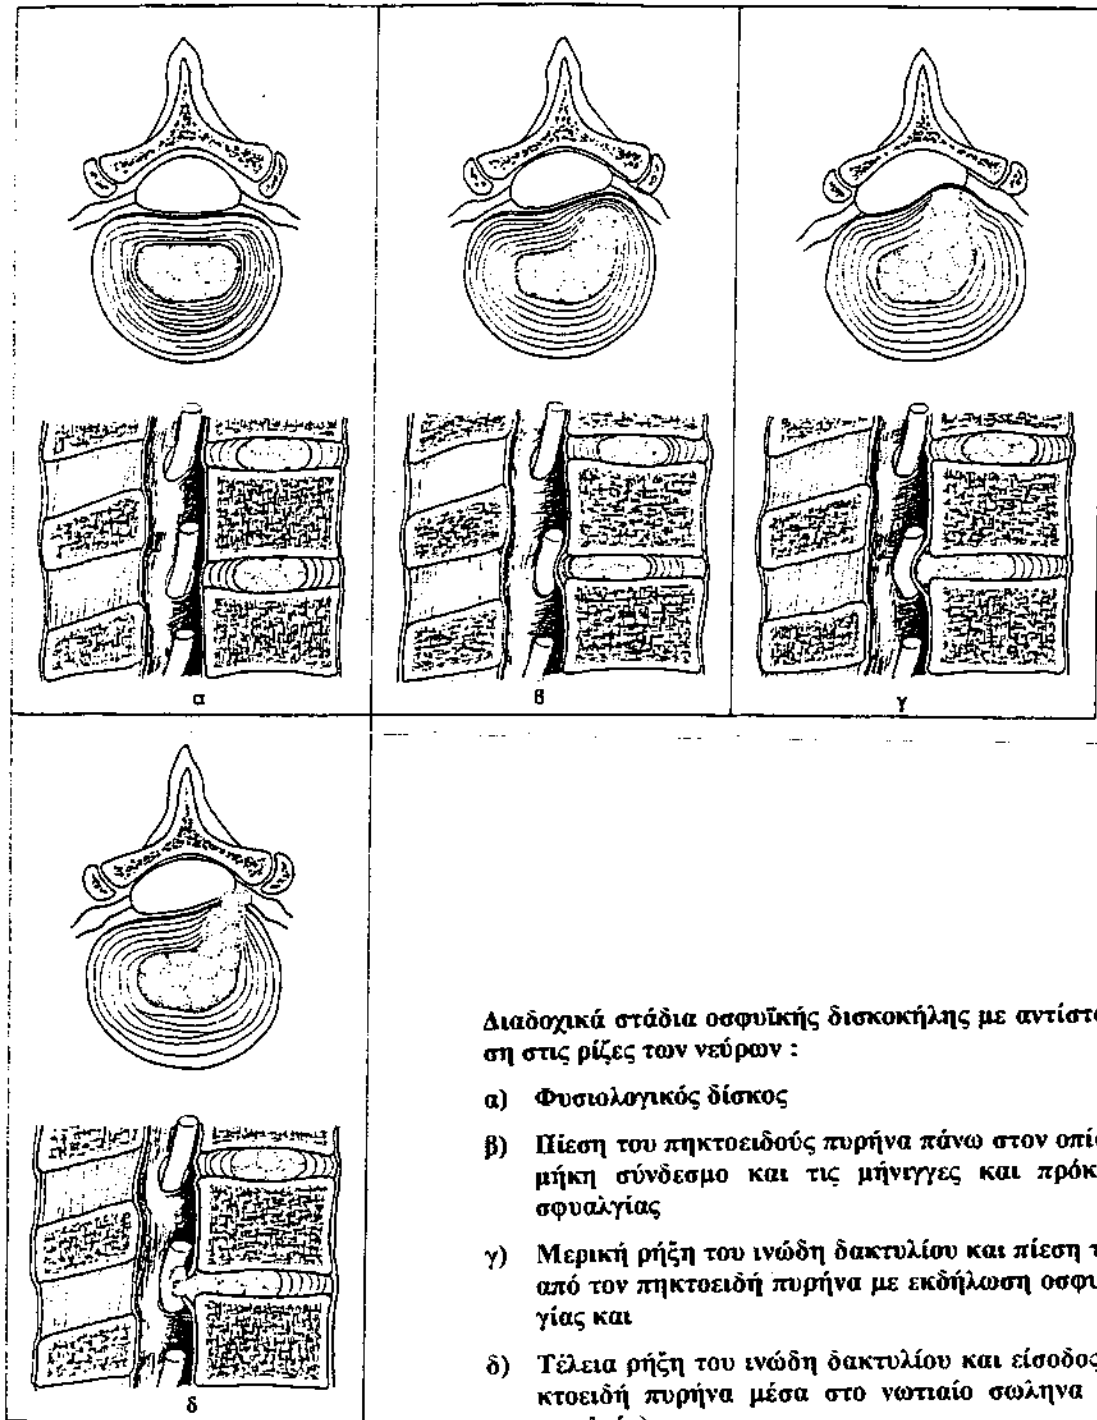 α
β
γ
δ
Διαδοχικά στάδια οσφυϊκής δισκοκήλης με αντίστα
ση στις ρίζες των νεύρων :
α) Φυσιολογικός δίσκος
β) Πίεση του πηκτοειδούς πυρήνα πάνω στον οπίσ
μήκη σύνδεσμο και τις μήνιγγες και πρόκ
σφυαλγίας
γ) Μερική ρήξη του ινώδη δακτυλίου και πίεση τ
από τον πηκτοειδή πυρήνα με εκδήλωση οσφυ
γίας και
δ) Τέλεια ρήξη του ινώδη δακτυλίου και είσοδος
κτοειδή πυρήνα μέσα στο νωτιαίο σωληνα